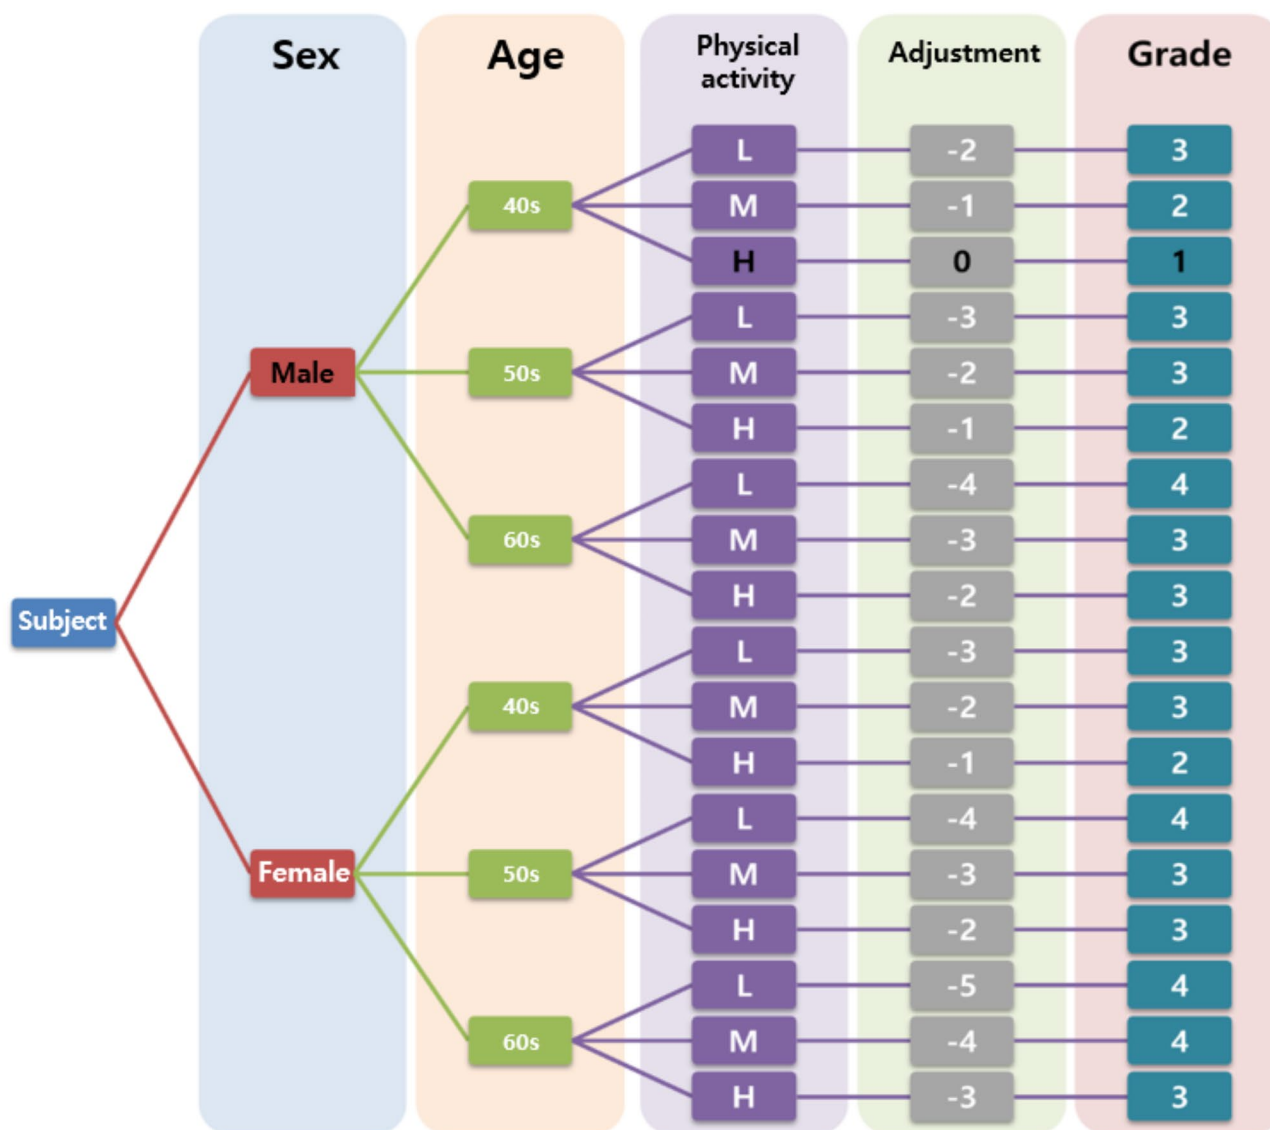 Sex
Age
Physical
activity
Adjustment
Grade
L
-2
3
40s
M
-1
2
H
0
1
L
-3
3
Male
50s
M
-2
3
H
-1
2
L
-4
4
60s
M
-3
3
H
-2
3
Subject
L
-3
3
40s
M
-2
3
H
-1
2
L
-4
4
Female
50s
M
-3
3
H
-2
3
L
-5
4
60s
M
-4
4
H
-3
3